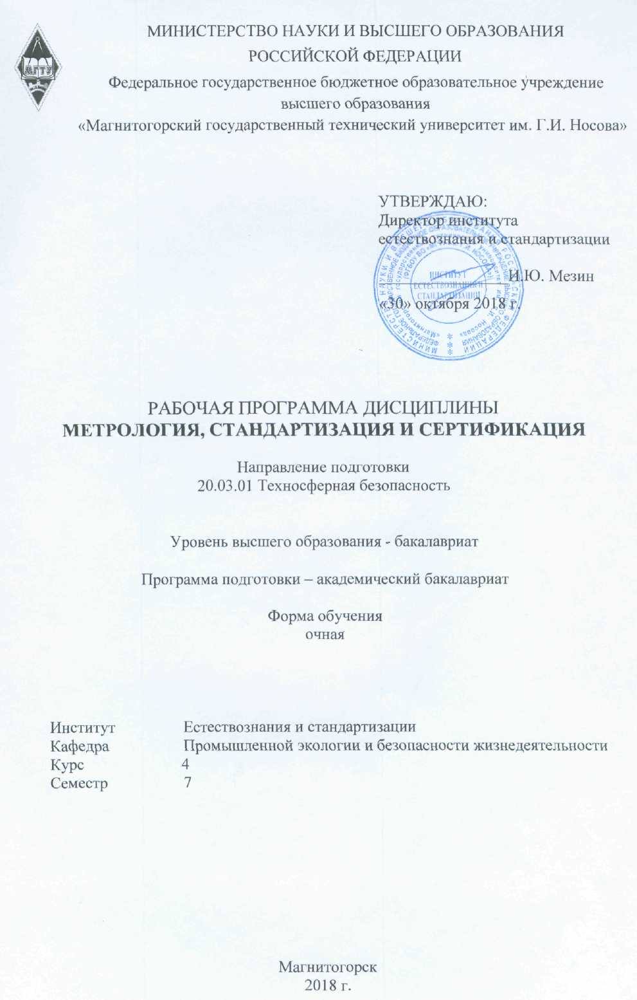 МГТУ
МИНИСТЕРСТВО НАУКИ И ВЫСШЕГО ОБРАЗОВАНИЯ
РОССИЙСКОЙ ФЕДЕРАЦИИ
Федеральное государственное бюджетное образовательное учреждение
высшего образования
«Магнитогорский государственный технический университет им. Г.И. Носова»
УТВЕРЖДАЮ:
Директор института
естествознания и стандартизации
И.Ю. Мезин
«30» октября 2018 г.
ИНСТИТУТ
ЕСТЕСТВОЗНАНИЯ И
СТАНДАРТИЗАЦИИ
РАБОЧАЯ ПРОГРАММА ДИСЦИПЛИНЫ
МЕТРОЛОГИЯ, СТАНДАРТИЗАЦИЯ И СЕРТИФИКАЦИЯ
Направление подготовки
20.03.01 Техносферная безопасность
Уровень высшего образования - бакалавриат
Программа подготовки – академический бакалавриат
Форма обучения
очная
Институт Естествознания и стандартизации
Кафедра Промышленной экологии и безопасности жизнедеятельности
Курс 4
Семестр 7
Магнитогорск
2018 г.